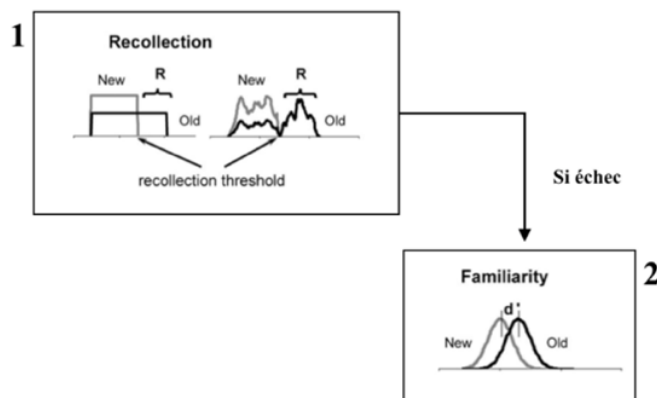 1
Recollection
New R New R
Old Old
recollection threshold
Si échec
2
Familiarity
d'
New Old